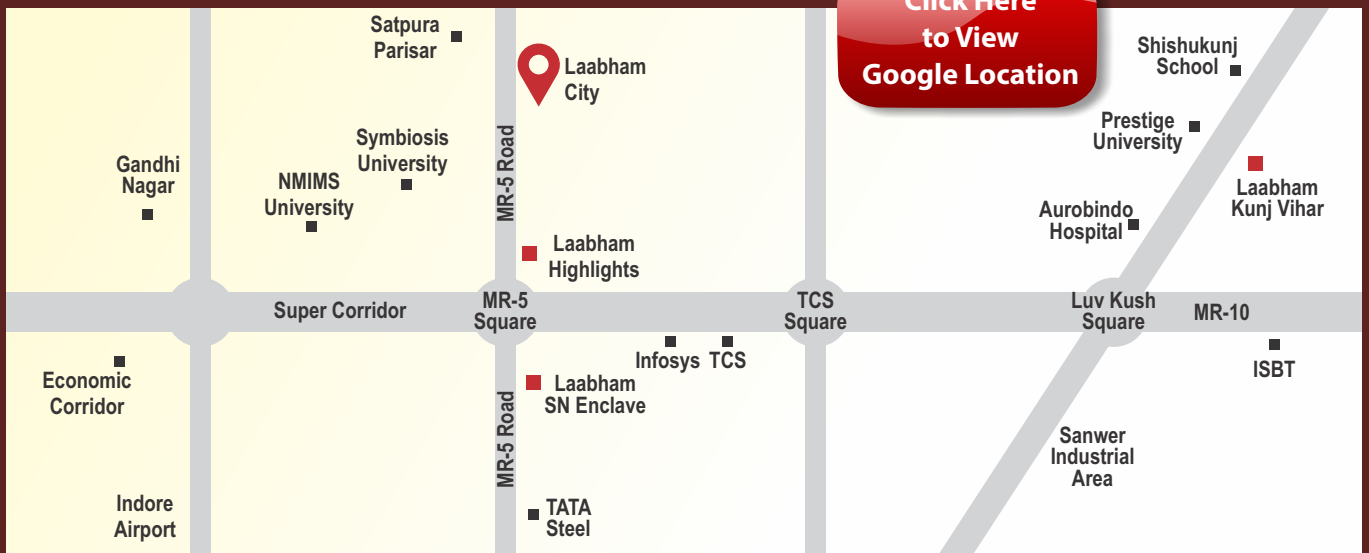 Click Here
to View
Google Location
Satpura
Parisar
Laabham
City
Shishukunj
School
Prestige
University
Symbiosis
University
Gandhi
Nagar
NMIMS
University
MR-5 Road
Laabham
Kunj Vihar
Aurobindo
Hospital
Laabham
Highlights
Super Corridor
MR-5
Square
TCS
Square
Luv Kush
Square
MR-10
Infosys
TCS
ISBT
Economic
Corridor
Laabham
SN Enclave
MR-5 Road
Sanwer
Industrial
Area
Indore
Airport
TATA
Steel